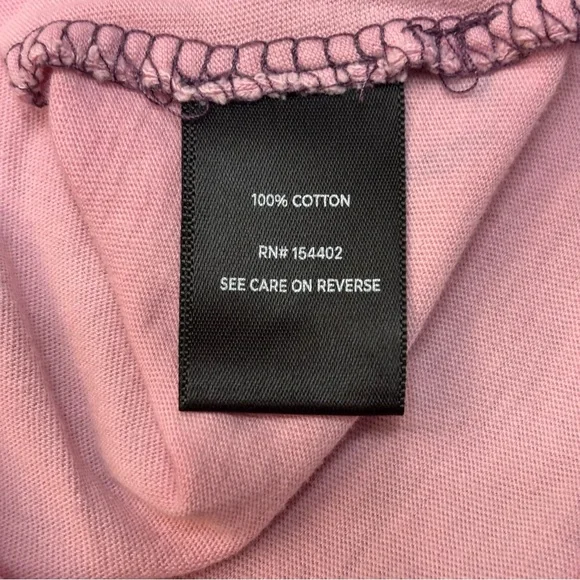 100% COTTON
RN# 154402
SEE CARE ON REVERSE